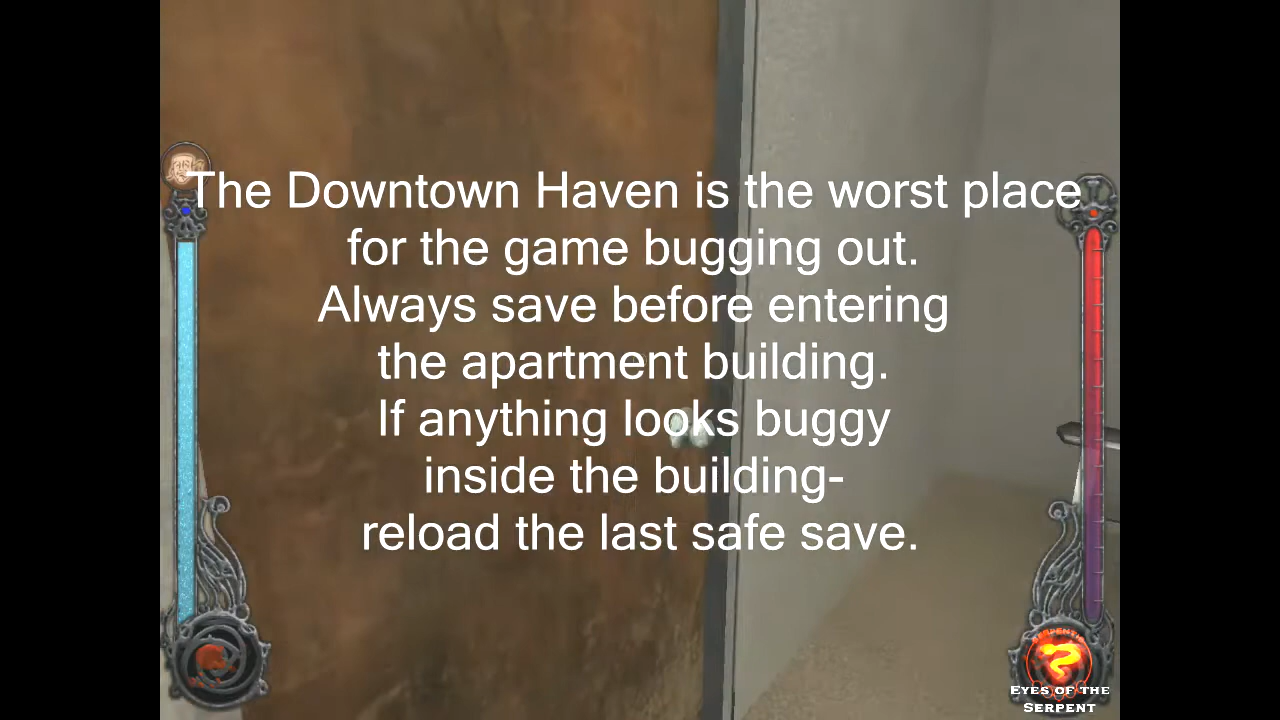 The Downtown Haven is the worst place
for the game bugging out.
Always save before entering
the apartment building.
If anything looks buggy
inside the building-
reload the last safe save.
Eyes of the
Serpent